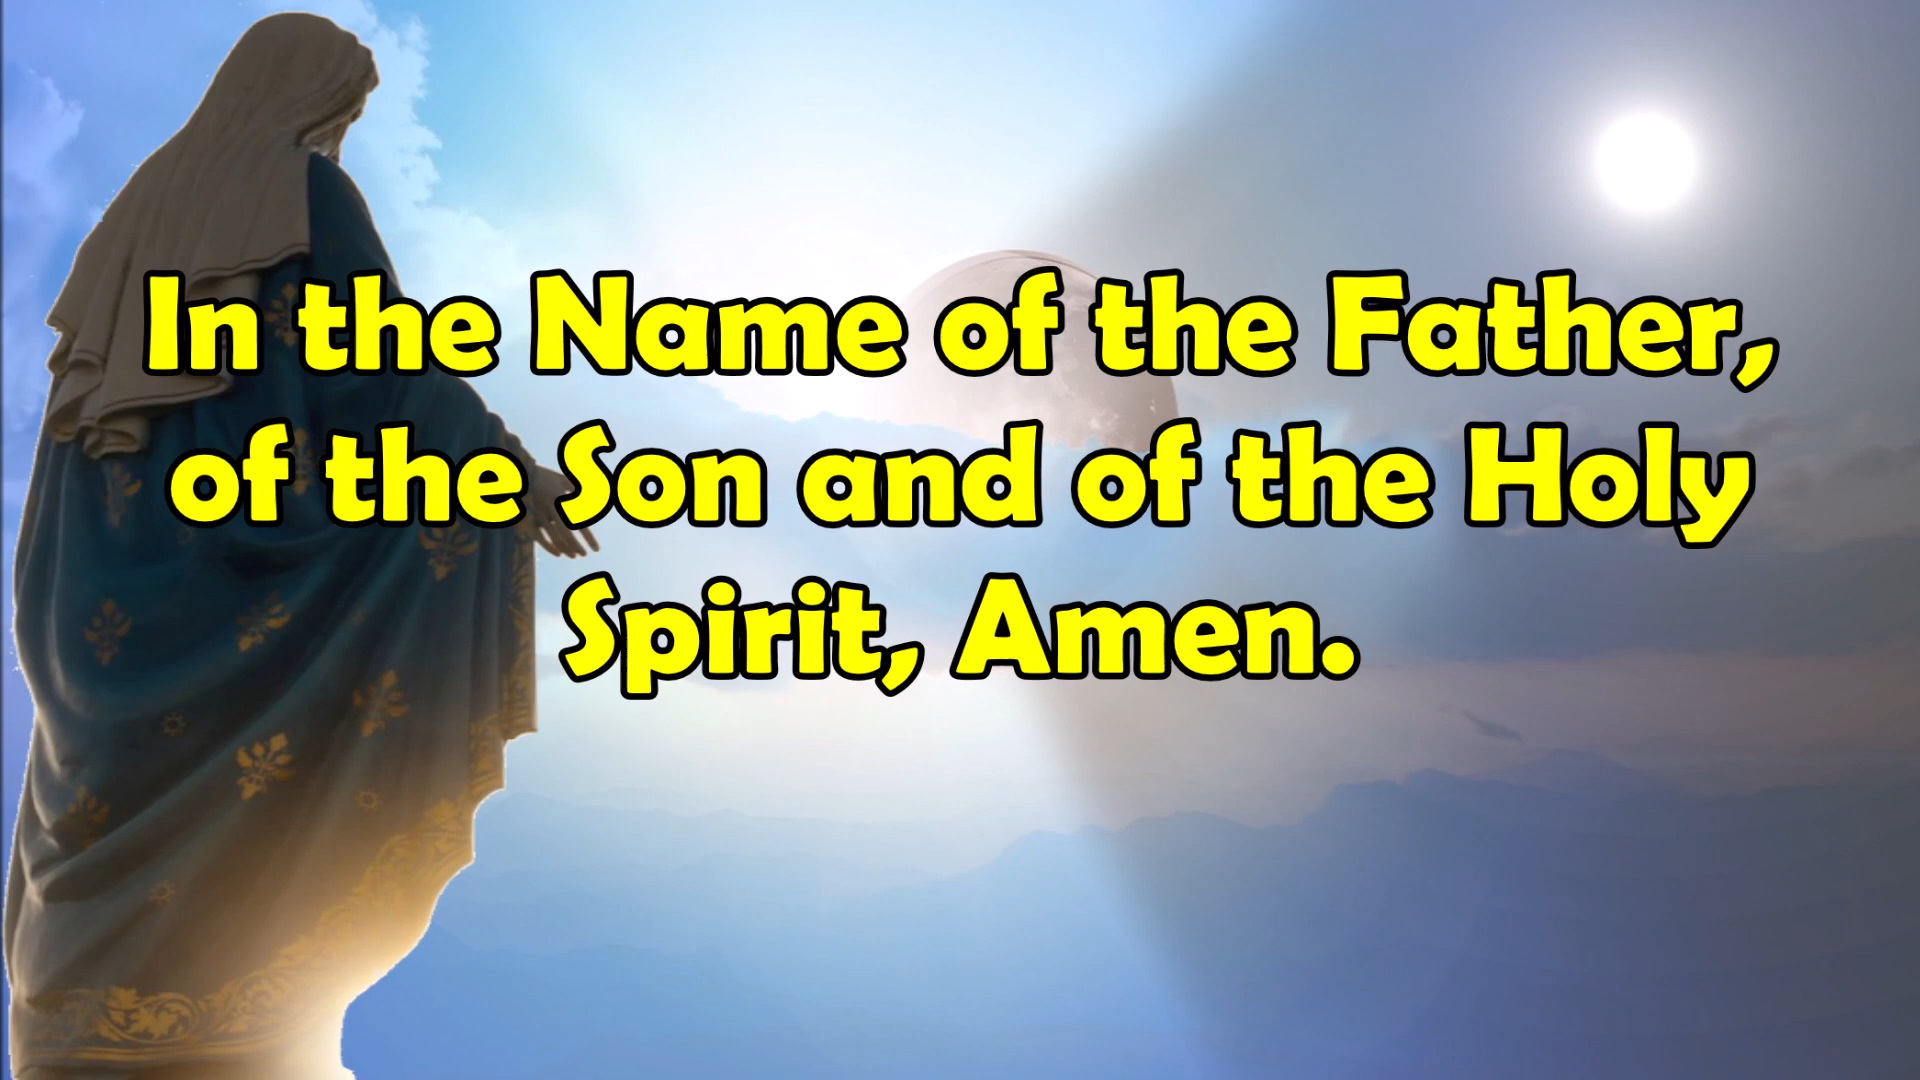 In the Name of the Father,
of the Son and of the Holy
Spirit, Amen.